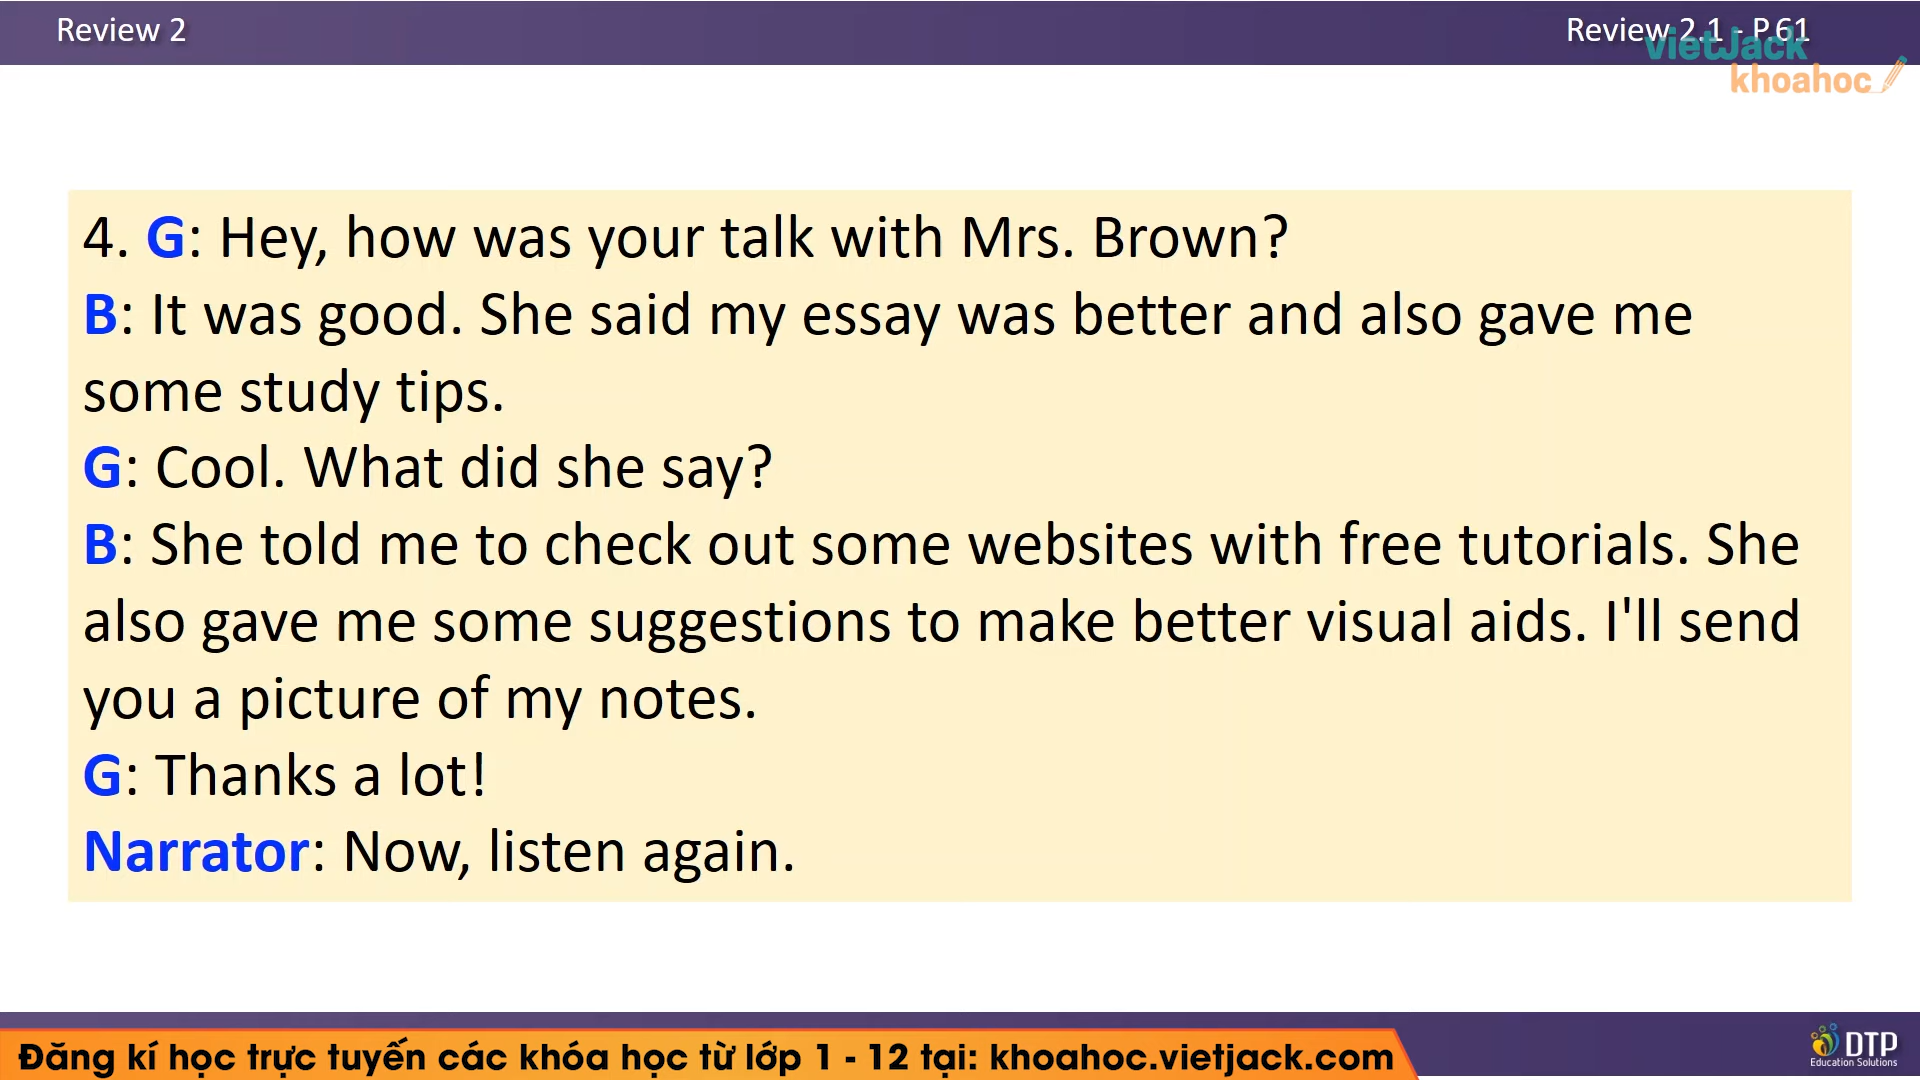 Review 2
Review 2.1 - P.61
vietJack
khoahoc
4. G: Hey, how was your talk with Mrs. Brown?
B: It was good. She said my essay was better and also gave me
some study tips.
G: Cool. What did she say?
B: She told me to check out some websites with free tutorials. She
also gave me some suggestions to make better visual aids. I'll send
you a picture of my notes.
G: Thanks a lot!
Narrator: Now, listen again.
Đăng kí học trực tuyến các khóa học từ lớp 1 - 12 tại: khoahoc.vietjack.com
DTP
Education Solutions